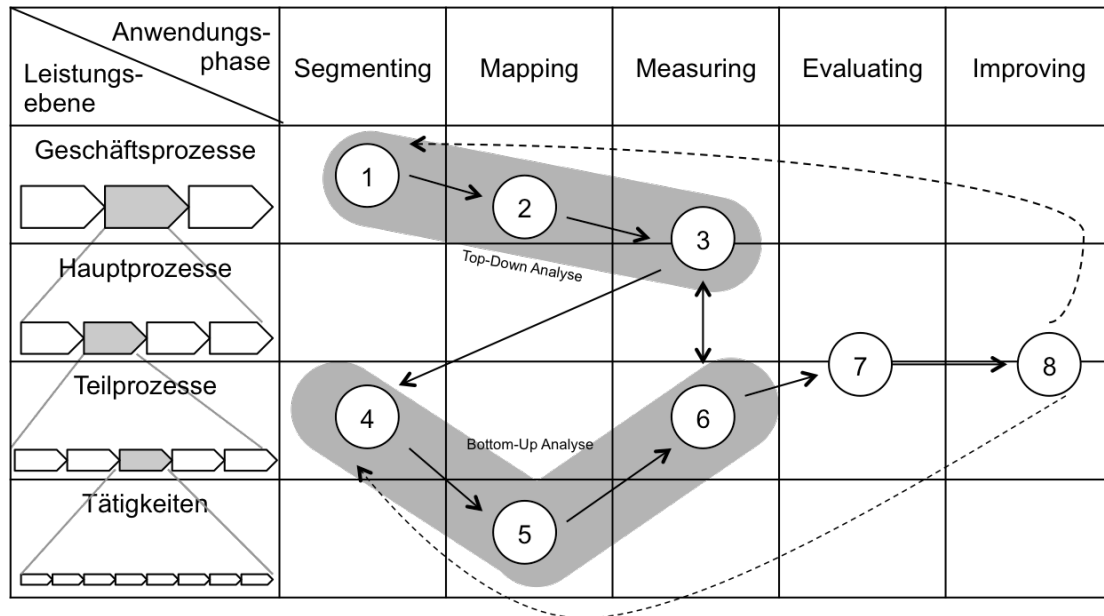 Anwendungs-
phase
Leistungs-
ebene
Segmenting
Mapping
Measuring
Evaluating
Improving
Geschäftsprozesse
1
2
3
Top-Down Analyse
Hauptprozesse
7
8
Teilprozesse
4
6
Bottom-Up Analyse
Tätigkeiten
5